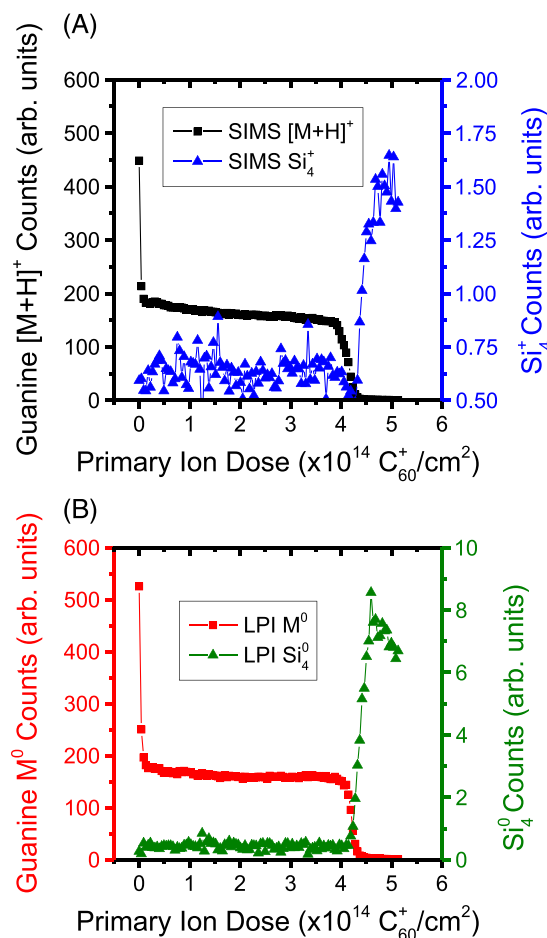 (A)
Guanine [M+H]⁺ Counts (arb. units)
600
500
400
300
200
100
0
SIMS [M+H]⁺
SIMS Si₄⁺
2.00
1.75
1.50
1.25
1.00
0.75
0.50
Si₄⁺ Counts (arb. units)
0 1 2 3 4 5 6
Primary Ion Dose (x10¹⁴ C₆₀⁺/cm²)
(B)
Guanine M⁰ Counts (arb. units)
600
500
400
300
200
100
0
LPI M⁰
LPI Si₄⁰
10
8
6
4
2
0
Si₄⁰ Counts (arb. units)
0 1 2 3 4 5 6
Primary Ion Dose (x10¹⁴ C₆₀⁺/cm²)